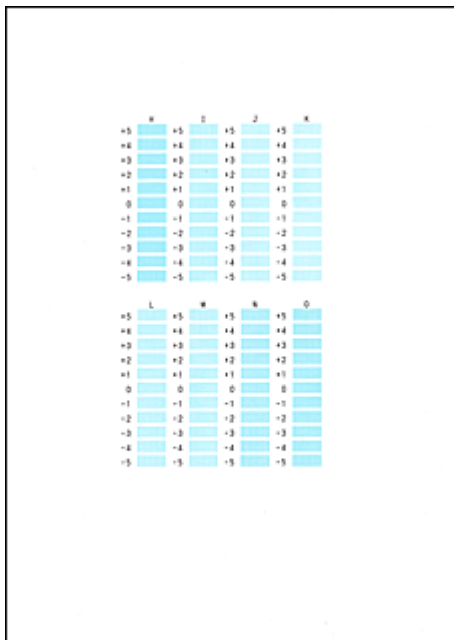 H I J K
+5 +5 +5 +5
+4 +4 +4 +4
+3 +3 +3 +3
+2 +2 +2 +2
+1 +1 +1 +1
0 0 0 0
-1 -1 -1 -1
-2 -2 -2 -2
-3 -3 -3 -3
-4 -4 -4 -4
-5 -5 -5 -5
L M N O
+5 +5 +5 +5
+4 +4 +4 +4
+3 +3 +3 +3
+2 +2 +2 +2
+1 +1 +1 +1
0 0 0 0
-1 -1 -1 -1
-2 -2 -2 -2
-3 -3 -3 -3
-4 -4 -4 -4
-5 -5 -5 -5